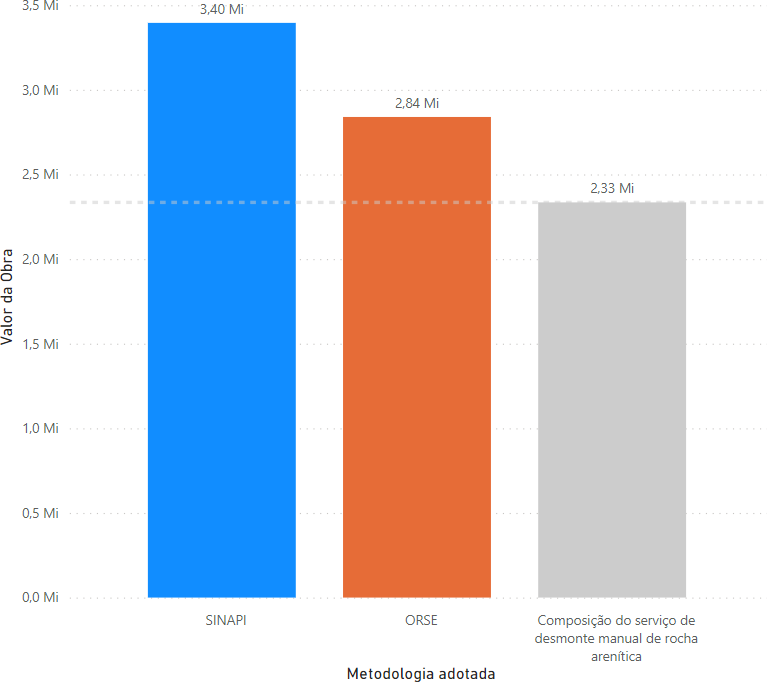 3,5 Mi
3,0 Mi
2,5 Mi
2,0 Mi
1,5 Mi
1,0 Mi
0,5 Mi
0,0 Mi
Valor da Obra
3,40 Mi
2,84 Mi
2,33 Mi
SINAPI
ORSE
Composição do serviço de
desmonte manual de rocha
arenítica
Metodologia adotada